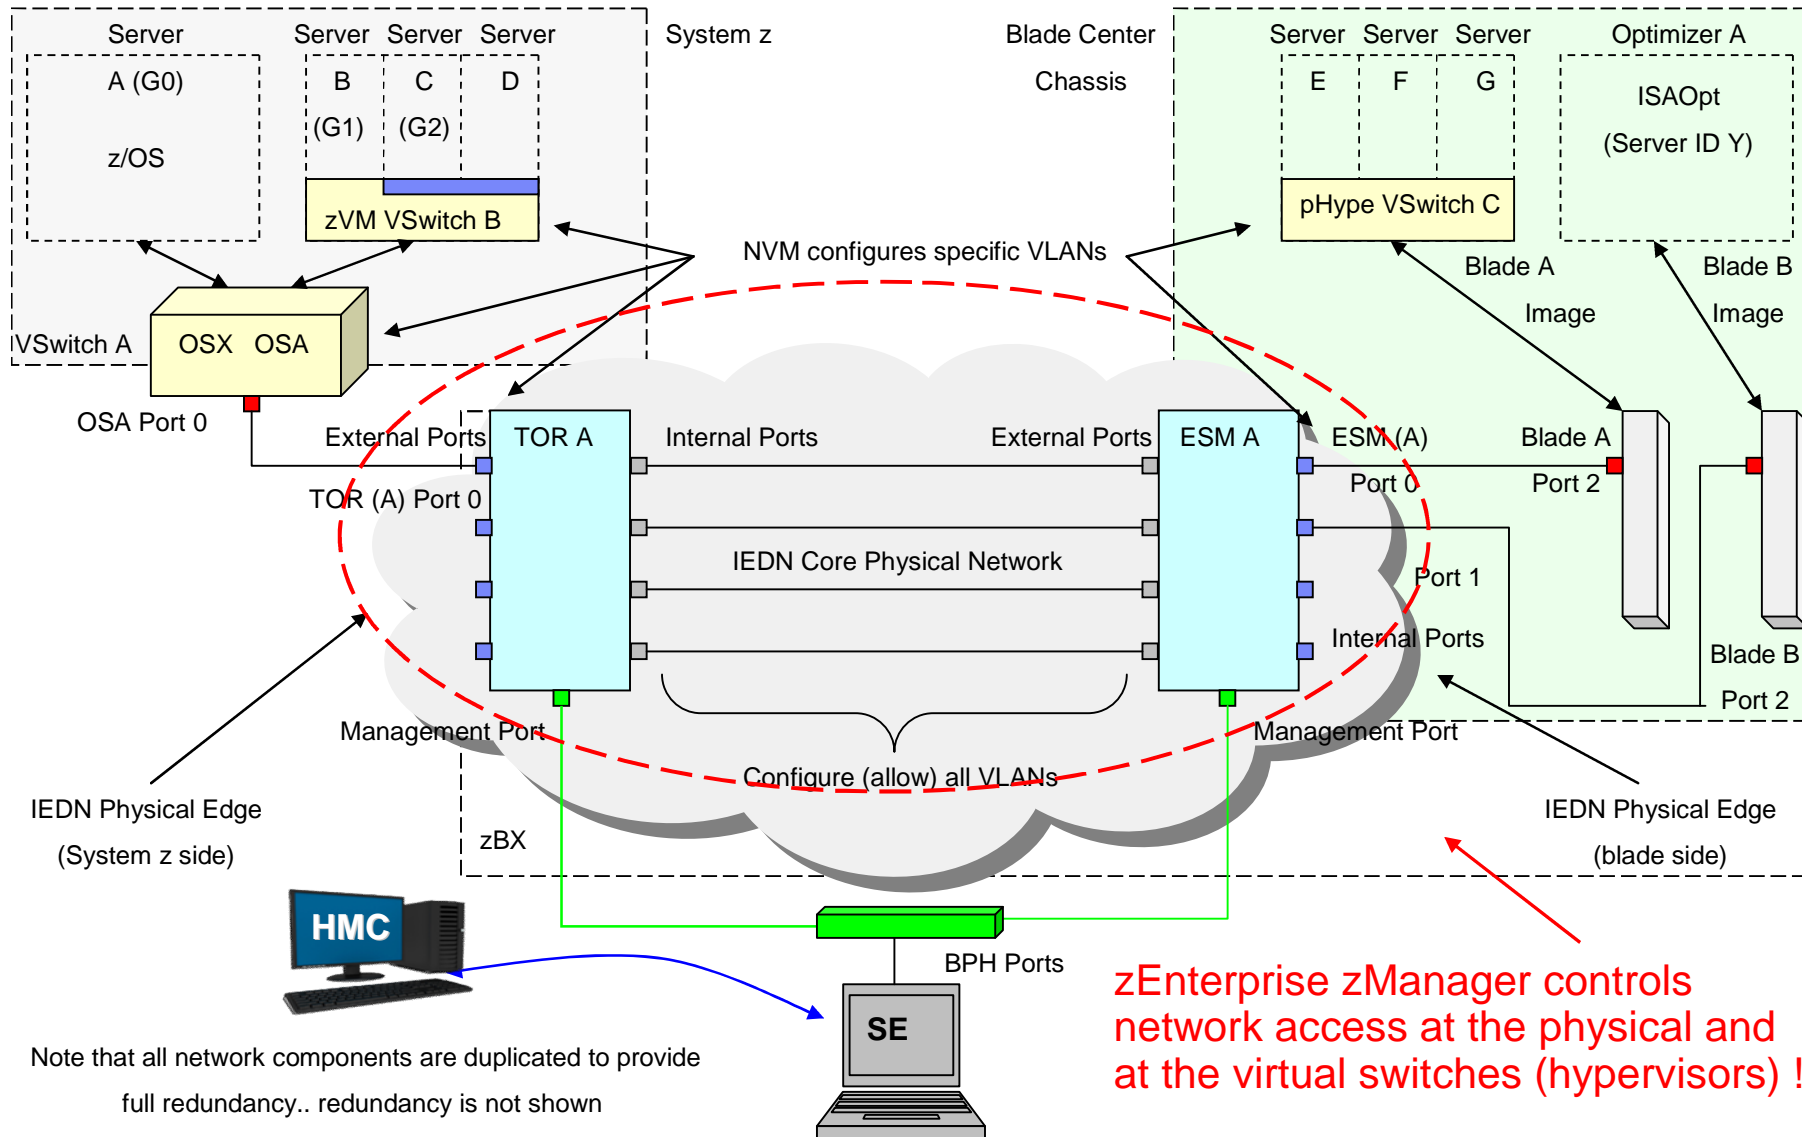 Server
Server
Server
Server
System z
Blade Center
Chassis
Server
Server
Server
Optimizer A
A (G0)
B
C
D
(G1)
(G2)
z/OS
E
F
G
ISAOpt
(Server ID Y)
zVM VSwitch B
pHype VSwitch C
NVM configures specific VLANs
Blade A
Image
Blade B
Image
VSwitch A
OSX OSA
OSA Port 0
External Ports
TOR A
Internal Ports
External Ports
ESM A
ESM (A)
Port 0
Blade A
Port 2
TOR (A) Port 0
IEDN Core Physical Network
Port 1
Internal Ports
Blade B
Port 2
Management Port
Management Port
Configure (allow) all VLANs
IEDN Physical Edge
(System z side)
zBX
IEDN Physical Edge
(blade side)
HMC
BPH Ports
SE
zEnterprise zManager controls
network access at the physical and
at the virtual switches (hypervisors) !
Note that all network components are duplicated to provide
full redundancy.. redundancy is not shown